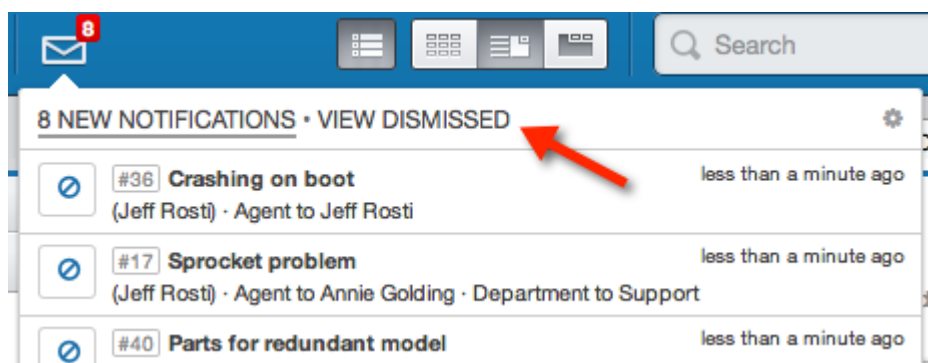 8
Search
8 NEW NOTIFICATIONS • VIEW DISMISSED
#36 Crashing on boot less than a minute ago
(Jeff Rosti) · Agent to Jeff Rosti
#17 Sprocket problem less than a minute ago
(Jeff Rosti) · Agent to Annie Golding · Department to Support
#40 Parts for redundant model less than a minute ago